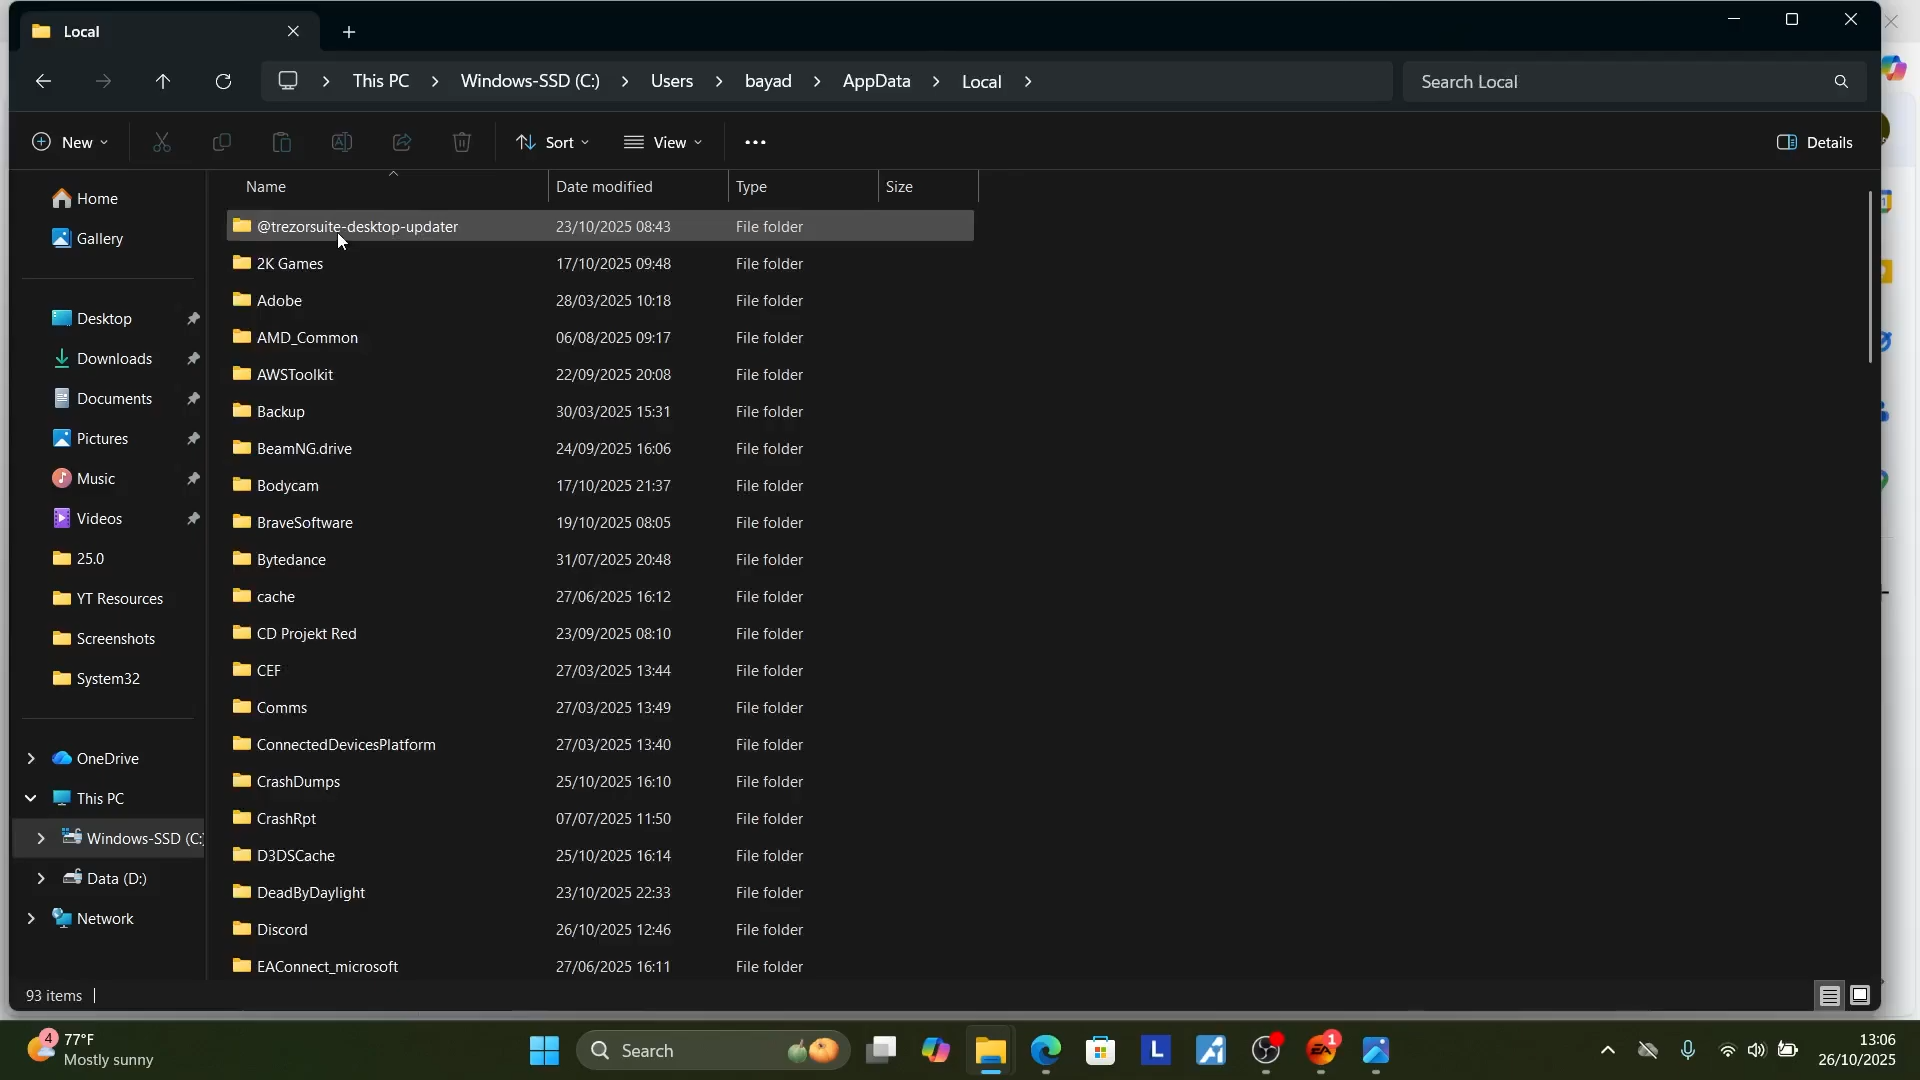 Local
This PC
Windows-SSD (C:)
Users
bayad
AppData
Local
Search Local
New
Sort
View
Details
Name Date modified Type Size
Home
Gallery
Desktop
Downloads
Documents
Pictures
Music
Videos
25.0
YT Resources
Screenshots
System32
OneDrive
This PC
Windows-SSD (C:)
Data (D:)
Network
@trezorsuite-desktop-updater 23/10/2025 08:43 File folder
2K Games 17/10/2025 09:48 File folder
Adobe 28/03/2025 10:18 File folder
AMD_Common 06/08/2025 09:17 File folder
AWSToolkit 22/09/2025 20:08 File folder
Backup 30/03/2025 15:31 File folder
BeamNG.drive 24/09/2025 16:06 File folder
Bodycam 17/10/2025 21:37 File folder
BraveSoftware 19/10/2025 08:05 File folder
Bytedance 31/07/2025 20:48 File folder
cache 27/06/2025 16:12 File folder
CD Projekt Red 23/09/2025 08:10 File folder
CEF 27/03/2025 13:44 File folder
Comms 27/03/2025 13:49 File folder
ConnectedDevicesPlatform 27/03/2025 13:40 File folder
CrashDumps 25/10/2025 16:10 File folder
CrashRpt 07/07/2025 11:50 File folder
D3DSCache 25/10/2025 16:14 File folder
DeadByDaylight 23/10/2025 22:33 File folder
Discord 26/10/2025 12:46 File folder
EAConnect_microsoft 27/06/2025 16:11 File folder
93 items
4
77°F
Mostly sunny
Search
L
EA
1
13:06
26/10/2025